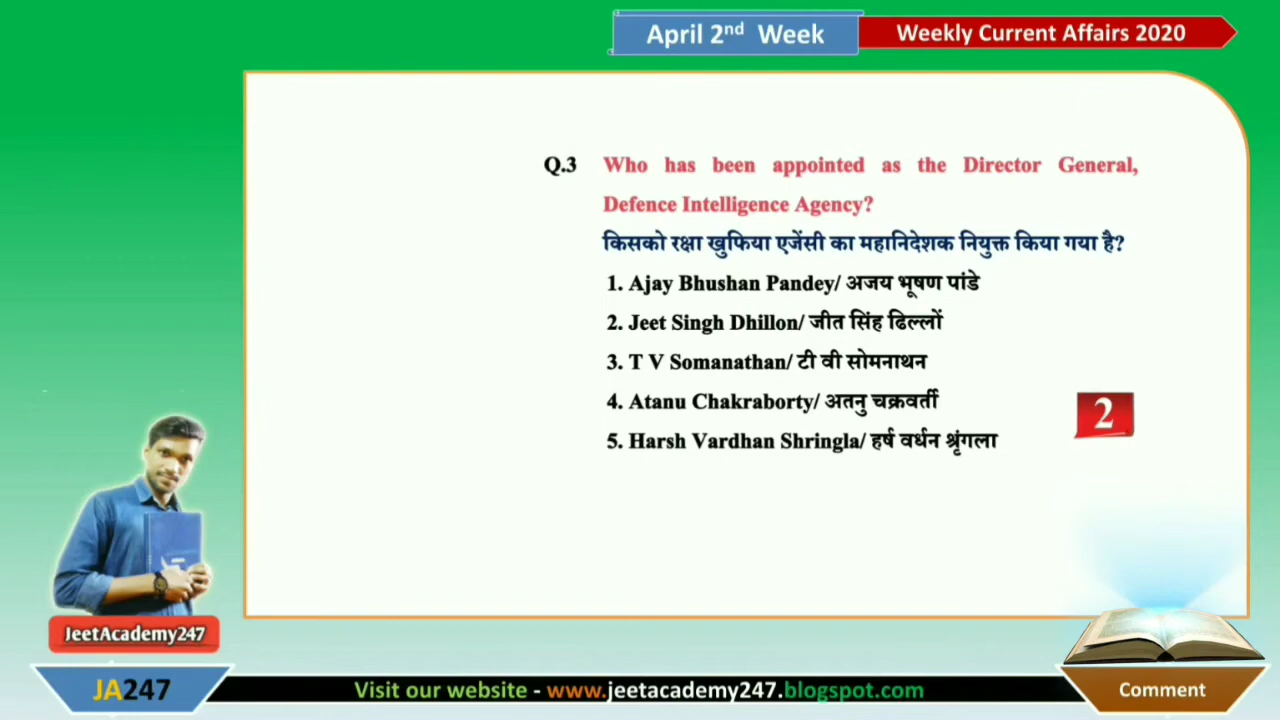 April 2nd Week
Weekly Current Affairs 2020
Q.3 Who has been appointed as the Director General,
Defence Intelligence Agency?
किसको रक्षा खुफिया एजेंसी का महानिदेशक नियुक्त किया गया है?
1. Ajay Bhushan Pandey/ अजय भूषण पांडे
2. Jeet Singh Dhillon/ जीत सिंह ढिल्लों
3. T V Somanathan/ टी वी सोमनाथन
4. Atanu Chakraborty/ अतनु चक्रवर्ती
2
5. Harsh Vardhan Shringla/ हर्ष वर्धन श्रृंगला
JeetAcademy247
JA247
Visit our website - www.jeetacademy247.blogspot.com
Comment